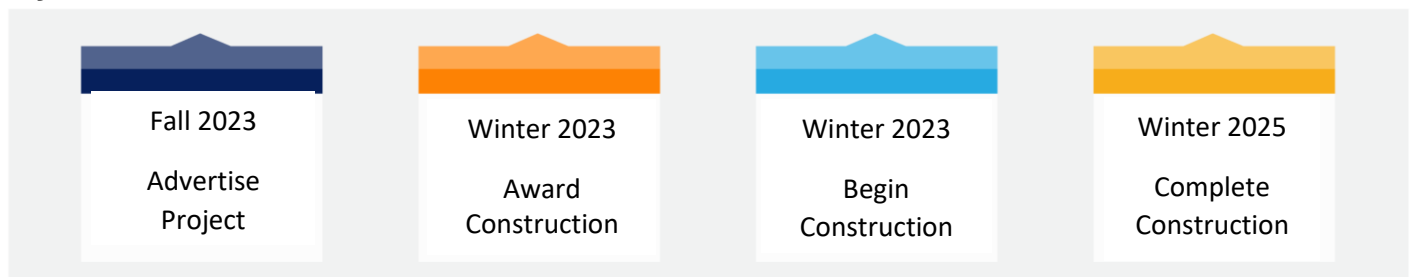 Fall 2023
Advertise
Project
Winter 2023
Award
Construction
Winter 2023
Begin
Construction
Winter 2025
Complete
Construction